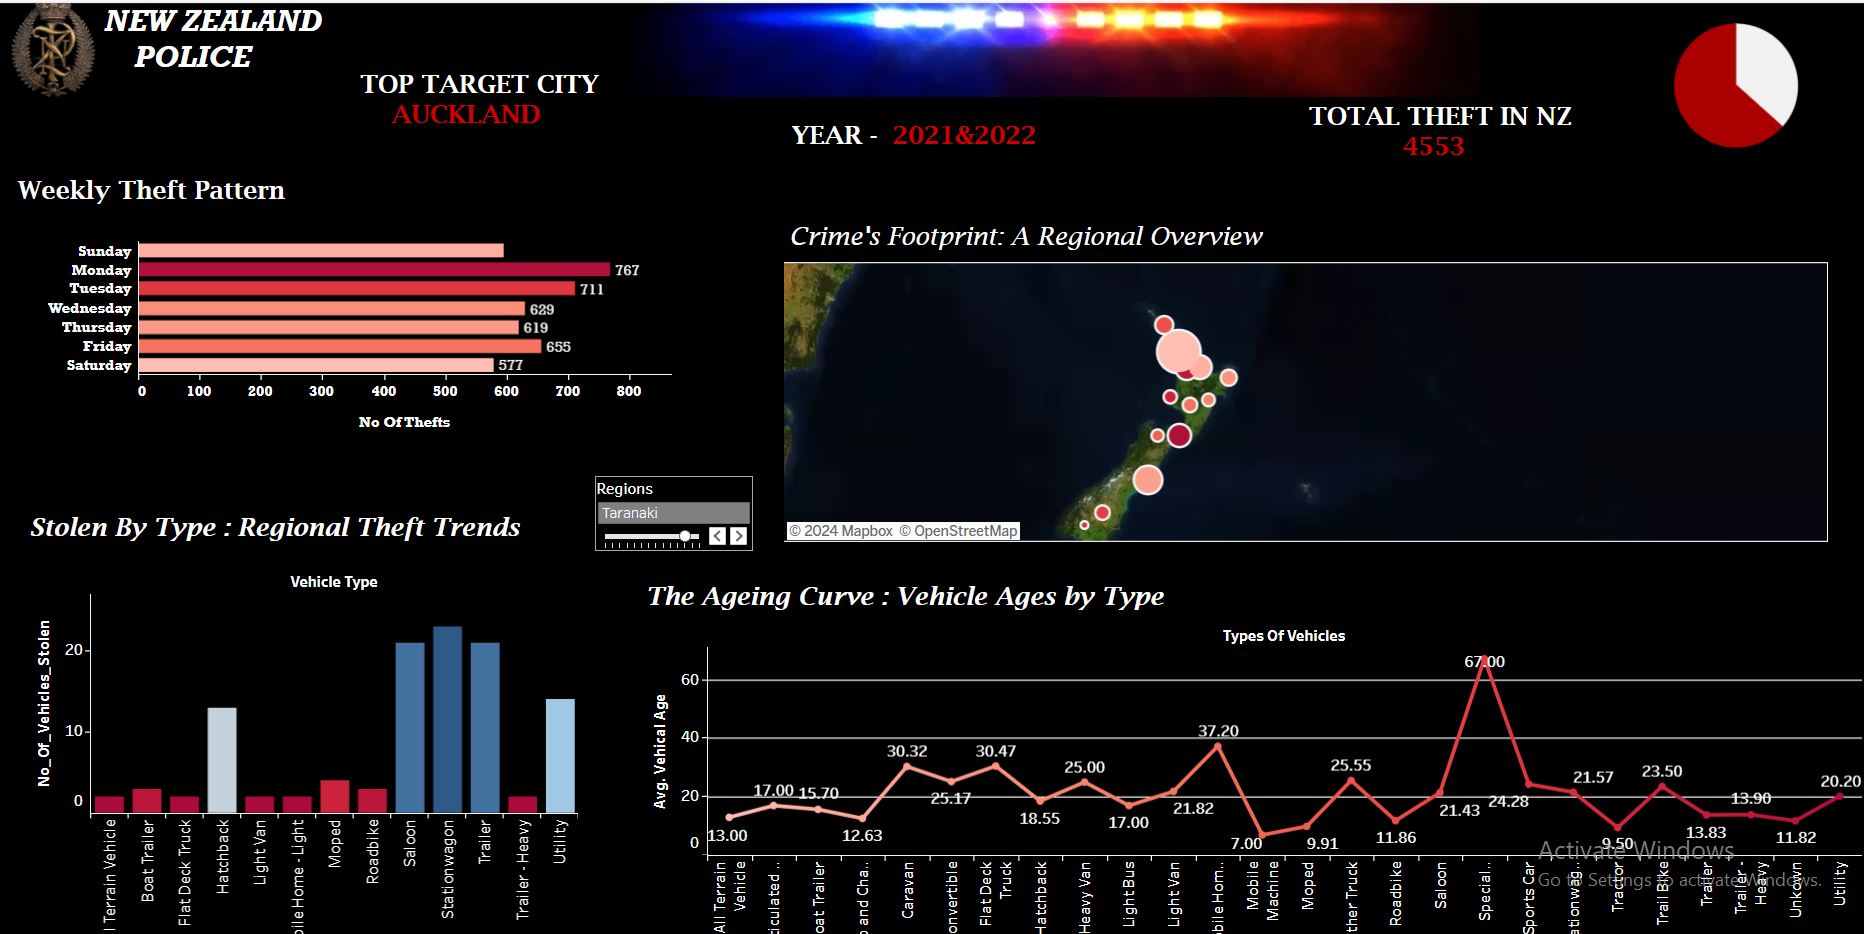 NEW ZEALAND
POLICE
TOP TARGET CITY
AUCKLAND
YEAR - 2021&2022
TOTAL THEFT IN NZ
4553
Weekly Theft Pattern
Sunday
Monday 767
Tuesday 711
Wednesday 629
Thursday 619
Friday 655
Saturday 577
0 100 200 300 400 500 600 700 800
No Of Thefts
Crime's Footprint: A Regional Overview
© 2024 Mapbox © OpenStreetMap
Regions
Taranaki
Stolen By Type : Regional Theft Trends
Vehicle Type
No_Of_Vehicles_Stolen
20
10
0
l Terrain Vehicle
Boat Trailer
Flat Deck Truck
Hatchback
Light Van
bile Home - Light
Moped
Roadbike
Saloon
Stationwagon
Trailer
Trailer - Heavy
Utility
The Ageing Curve : Vehicle Ages by Type
Types Of Vehicles
Avg. Vehical Age
60
40
20
0
13.00
17.00
15.70
12.63
30.32
25.17
30.47
18.55
25.00
17.00
21.82
37.20
7.00
9.91
25.55
11.86
21.43
67.00
24.28
21.57
9.50
23.50
13.83
13.90
11.82
20.20
All Terrain
Vehicle
ticulated ..
oat Trailer
o and Cha..
Caravan
onvertible
Flat Deck
Truck
Hatchback
Heavy Van
Light Bus
Light Van
bile Hom..
Mobile
Machine
Moped
ther Truck
Roadbike
Saloon
Special..
Sports Car
ationwag..
Tractor
Trail Bike
Trailer
Trailer -
Heavy
Unknown
Utility
Activate Windows
Go to Settings to activate Windows.